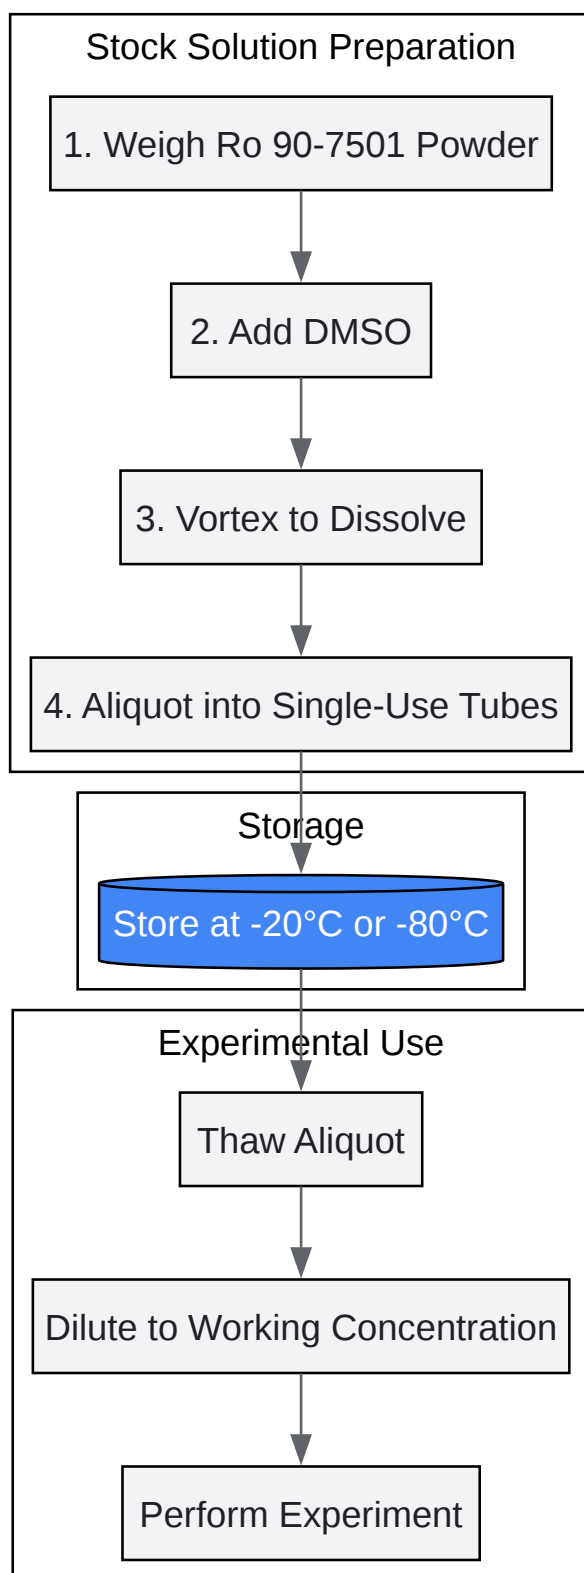 Stock Solution Preparation
1. Weigh Ro 90-7501 Powder
2. Add DMSO
3. Vortex to Dissolve
4. Aliquot into Single-Use Tubes
Storage
Store at -20°C or -80°C
Experimental Use
Thaw Aliquot
Dilute to Working Concentration
Perform Experiment